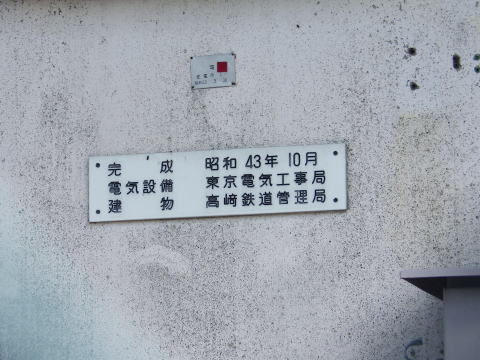 完成 昭和 43年 10月
電気設備 東京電気工事局
建物 高崎鉄道管理局